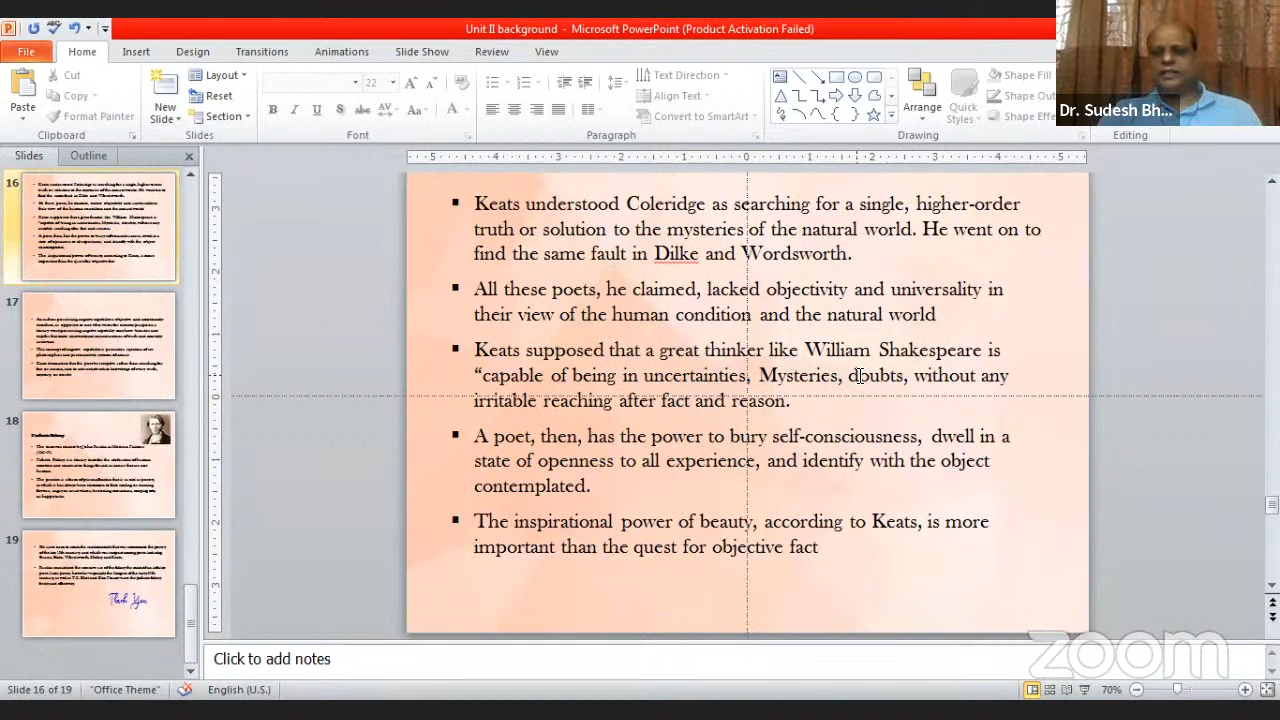 Unit II background - Microsoft PowerPoint (Product Activation Failed)
File Home Insert Design Transitions Animations Slide Show Review View
Paste
Cut
Copy
Format Painter
Clipboard
New
Slide
Layout
Reset
Section
Slides
22
Font
Text Direction
Align Text
Convert to SmartArt
Paragraph
Arrange
Quick
Styles
Shape Fill
Shape
Shape
Drawing
Editing
Dr. Sudesh Bh...
Slides Outline
16
17
18
19
Thank You
Keats understood Coleridge as searching for a single, higher-order
truth or solution to the mysteries of the natural world. He went on to
find the same fault in Dilke and Wordsworth.
All these poets, he claimed, lacked objectivity and universality in
their view of the human condition and the natural world
Keats supposed that a great thinker like William Shakespeare is
“capable of being in uncertainties, Mysteries, doubts, without any
irritable reaching after fact and reason.
A poet, then, has the power to bury self-consciousness, dwell in a
state of openness to all experience, and identify with the object
contemplated.
The inspirational power of beauty, according to Keats, is more
important than the quest for objective fact
Click to add notes
zoom
Slide 16 of 19 "Office Theme" English (U.S.) 70%